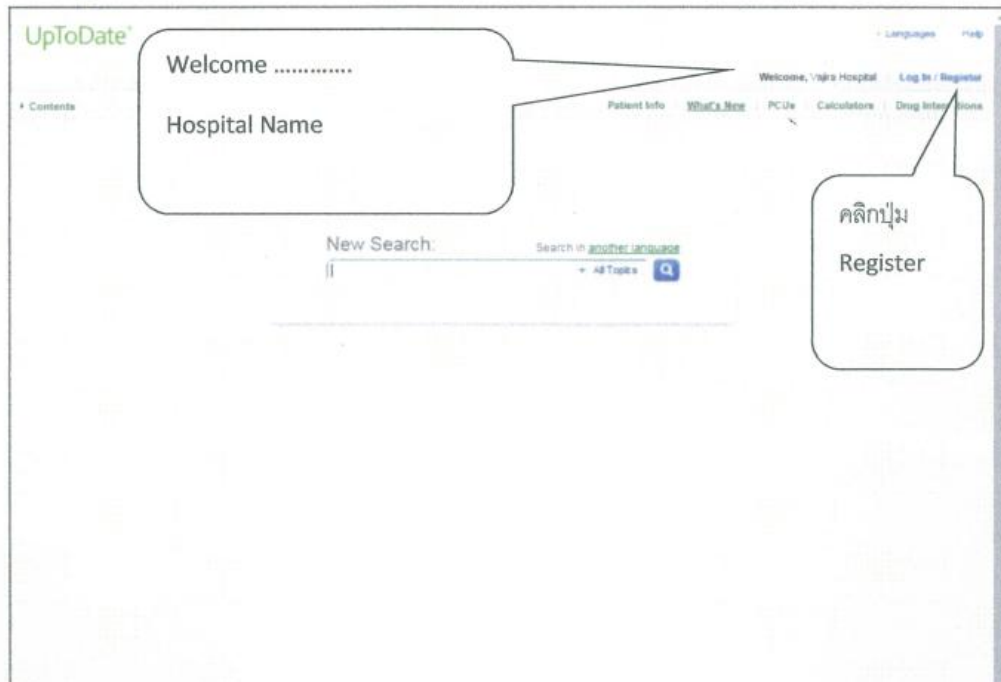 UpToDate®
Languages Help
Welcome .............
Hospital Name
Welcome, Vajira Hospital Log In / Register
Contents
Patient Info What's New PCUs Calculators Drug Interactions
คลิกปุ่ม
Register
New Search:
Search in another language
All Topics